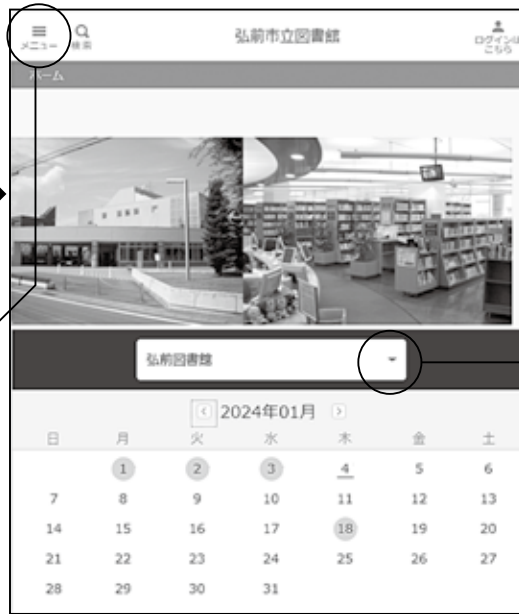 メニュー 検索 弘前市立図書館 ログインは
こちら
ホーム
弘前図書館
2024年01月
日 月 火 水 木 金 土
1 2 3 4 5 6
7 8 9 10 11 12 13
14 15 16 17 18 19 20
21 22 23 24 25 26 27
28 29 30 31